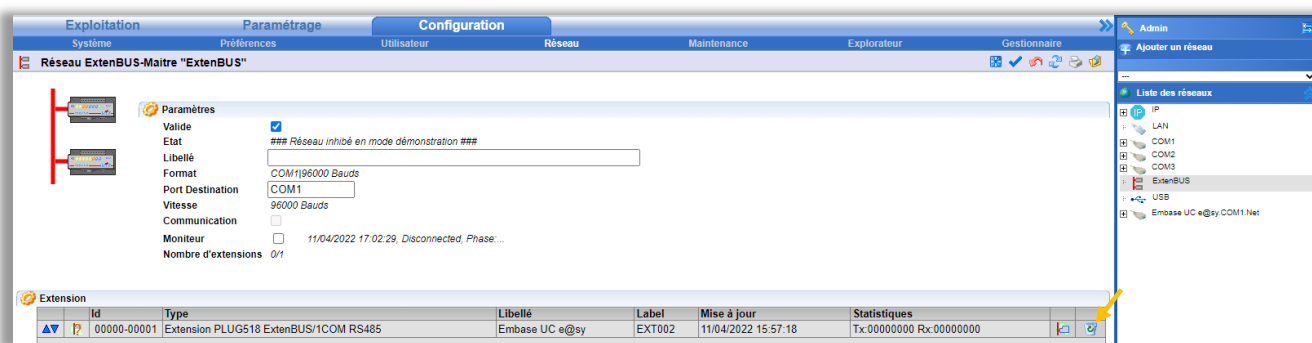 Exploitation Paramétrage Configuration
Système Préférences Utilisateur Réseau Maintenance Explorateur Gestionnaire
Réseau ExtenBUS-Maitre "ExtenBUS"
Paramètres
Valide
Etat ### Réseau inhibé en mode démonstration ###
Libellé
Format COM1|96000 Bauds
Port Destination COM1
Vitesse 96000 Bauds
Communication
Moniteur 11/04/2022 17:02:29, Disconnected, Phase:...
Nombre d'extensions 0/1
Extension
Id Type Libellé Label Mise à jour Statistiques
00000-00001 Extension PLUG518 ExtenBUS/1COM RS485 Embase UC e@sy EXT002 11/04/2022 15:57:18 Tx:00000000 Rx:00000000
Admin
Ajouter un réseau
---
Liste des réseaux
IP IP
LAN
COM1
COM2
COM3
ExtenBUS
USB
Embase UC e@sy.COM1.Net